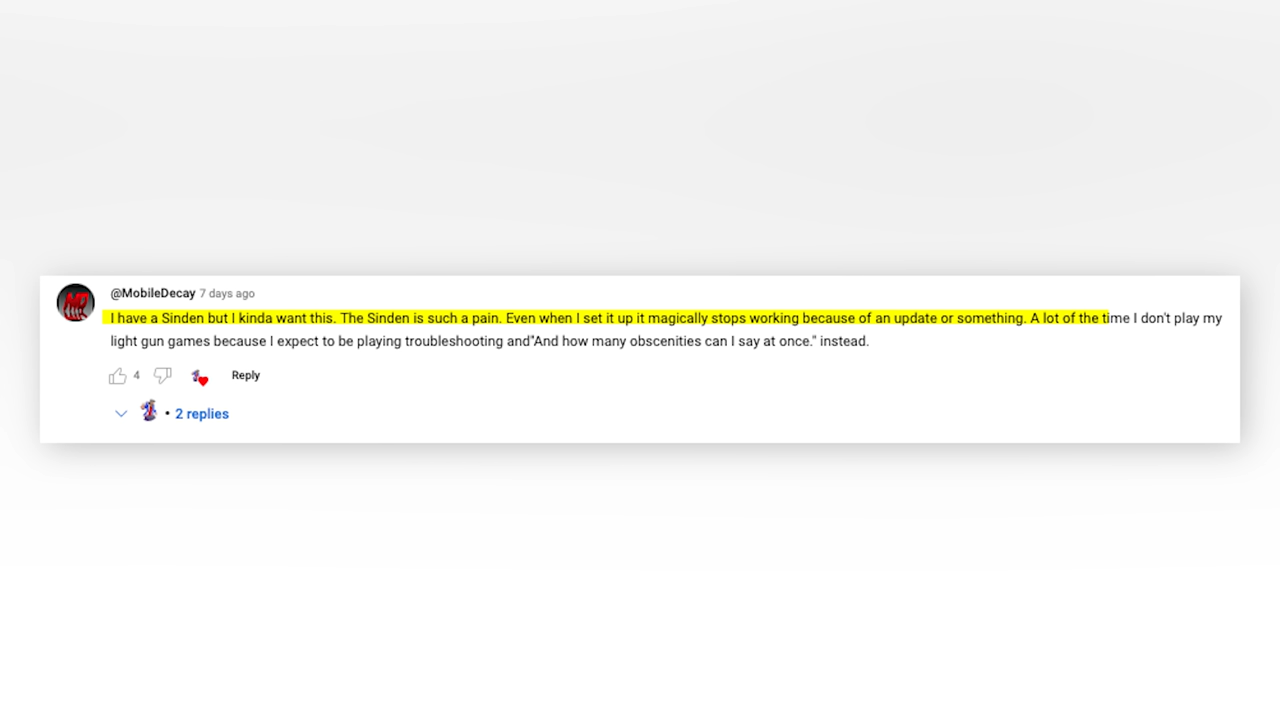 @MobileDecay 7 days ago
I have a Sinden but I kinda want this. The Sinden is such a pain. Even when I set it up it magically stops working because of an update or something. A lot of the time I don't play my
light gun games because I expect to be playing troubleshooting and"And how many obscenities can I say at once." instead.
4 Reply
• 2 replies